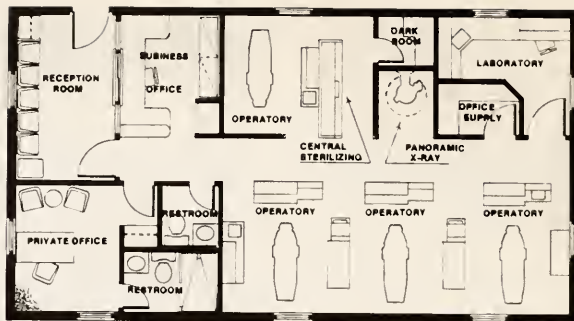 RECEPTION
ROOM
BUSINESS
OFFICE
OPERATORY
CENTRAL
STERILIZING
DARK
ROOM
PANORAMIC
X-RAY
LABORATORY
OFFICE
SUPPLY
PRIVATE OFFICE
RESTROOM
RESTROOM
OPERATORY
OPERATORY
OPERATORY